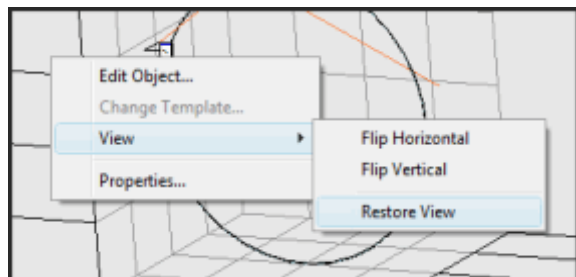 Edit Object...
Change Template...
View
Properties...
Flip Horizontal
Flip Vertical
Restore View